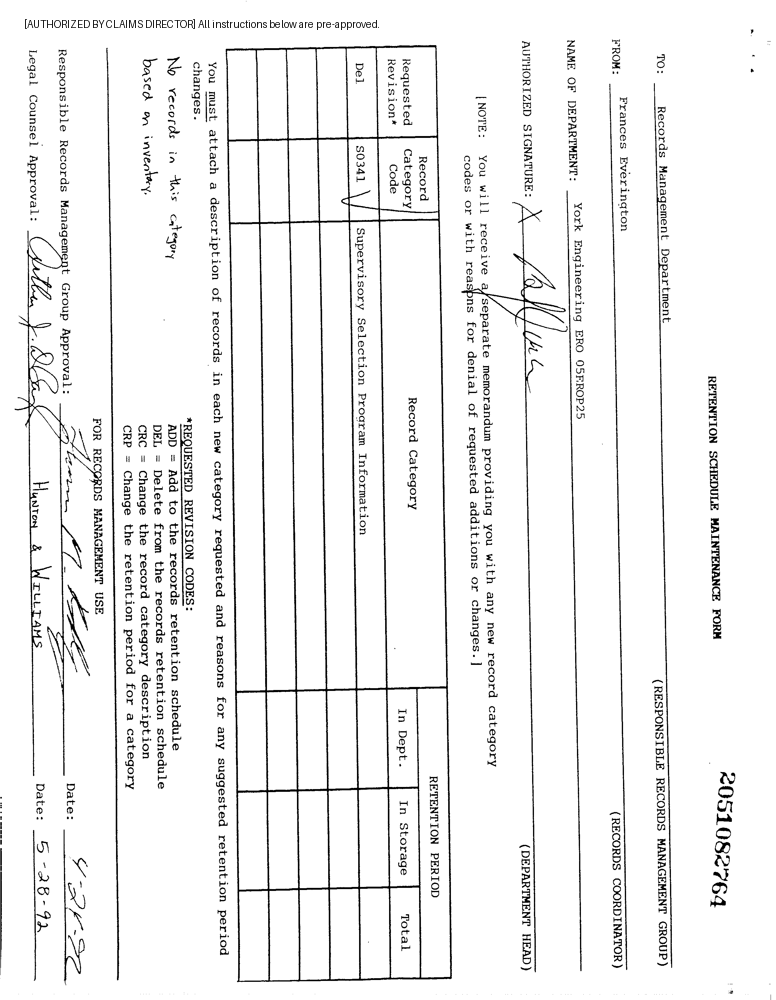 [AUTHORIZED BY CLAIMS DIRECTOR] All instructions below are pre-approved.
2051082764
RETENTION SCHEDULE MAINTENANCE FORM
TO: Records Management Department (RESPONSIBLE RECORDS MANAGEMENT GROUP)
FROM: Frances Everington (RECORDS COORDINATOR)
NAME OF DEPARTMENT: York Engineering ERO 05EROP25
AUTHORIZED SIGNATURE: X (DEPARTMENT HEAD)
[NOTE: You will receive a separate memorandum providing you with any new record category
codes or with reasons for denial of requested additions or changes.]
RETENTION PERIOD
Requested Revision* Record Category Code Record Category In Dept. In Storage Total
Del S0341 Supervisory Selection Program Information
You must attach a description of records in each new category requested and reasons for any suggested retention period
changes.
No records in this category
based on inventory.
*REQUESTED REVISION CODES:
ADD = Add to the records retention schedule
DEL = Delete from the records retention schedule
CRC = Change the record category description
CRP = Change the retention period for a category
FOR RECORDS MANAGEMENT USE
Responsible Records Management Group Approval: Date:
Legal Counsel Approval: HUNTON & WILLIAMS Date: 5-28-92